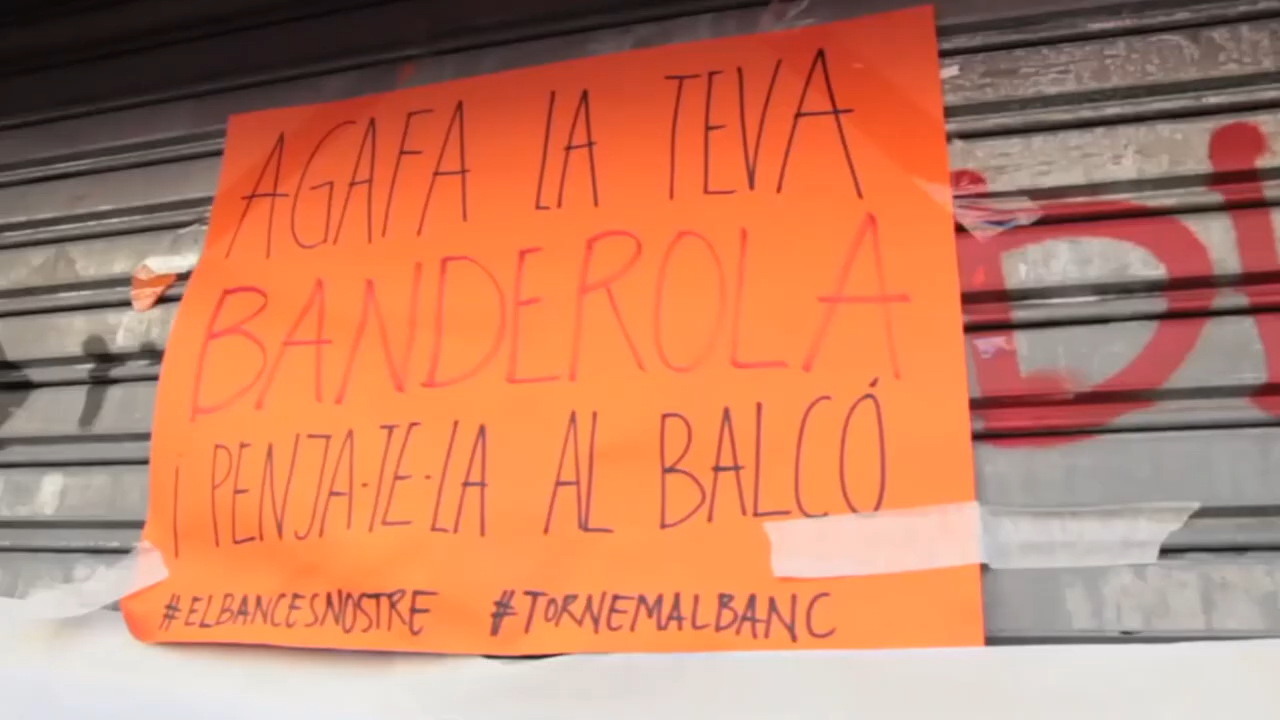 AGAFA LA TEVA
BANDEROLA
i PENJA-TE-LA AL BALCÓ
#ELBANCESNOSTRE #TORNEMALBANC